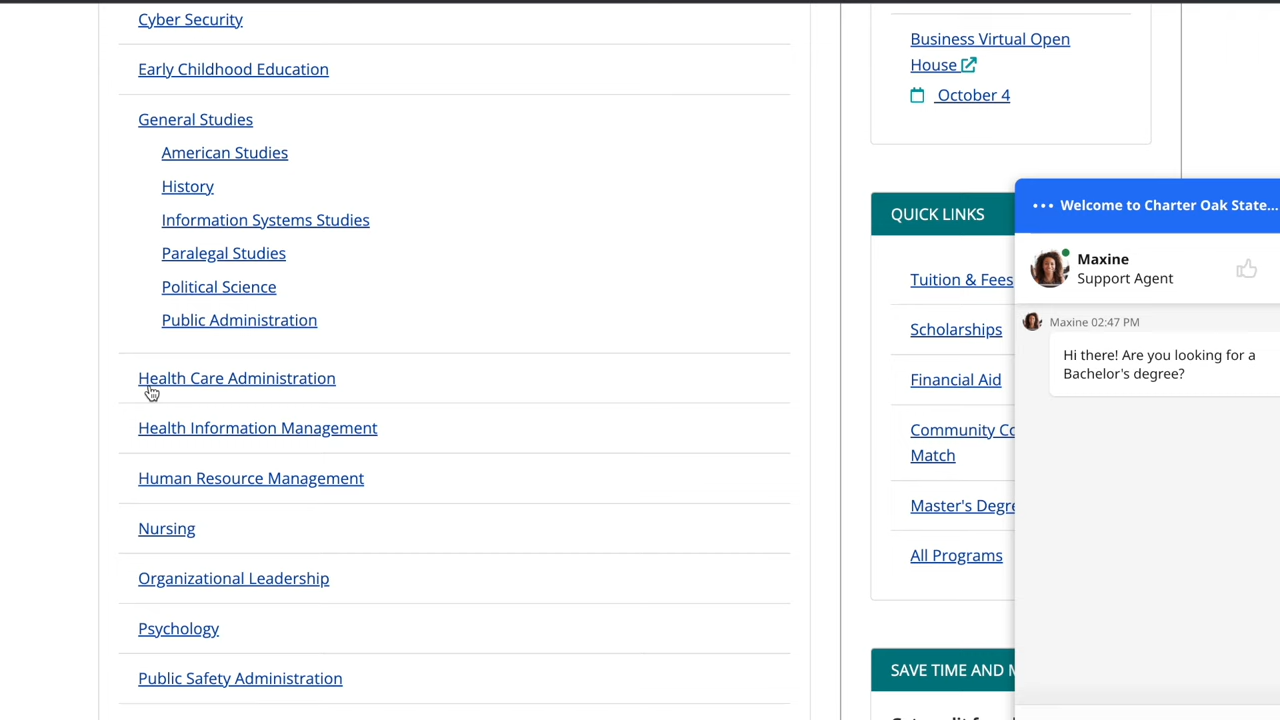 Cyber Security
Early Childhood Education
General Studies
American Studies
History
Information Systems Studies
Paralegal Studies
Political Science
Public Administration
Health Care Administration
Health Information Management
Human Resource Management
Nursing
Organizational Leadership
Psychology
Public Safety Administration
Business Virtual Open
House
October 4
QUICK LINKS
Tuition & Fees
Scholarships
Financial Aid
Community
Match
Master's
All Programs
SAVE TIME AND
Welcome to Charter Oak State...
Maxine
Support Agent
Maxine 02:47 PM
Hi there! Are you looking for a
Bachelor's degree?